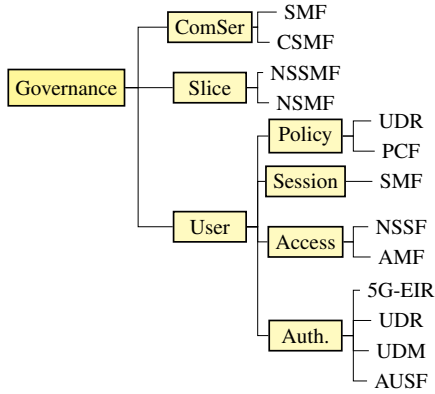 SMF
ComSer
CSMF
NSSMF
Governance
Slice
NSMF
UDR
Policy
PCF
Session
SMF
User
NSSF
Access
AMF
5G-EIR
UDR
Auth.
UDM
AUSF